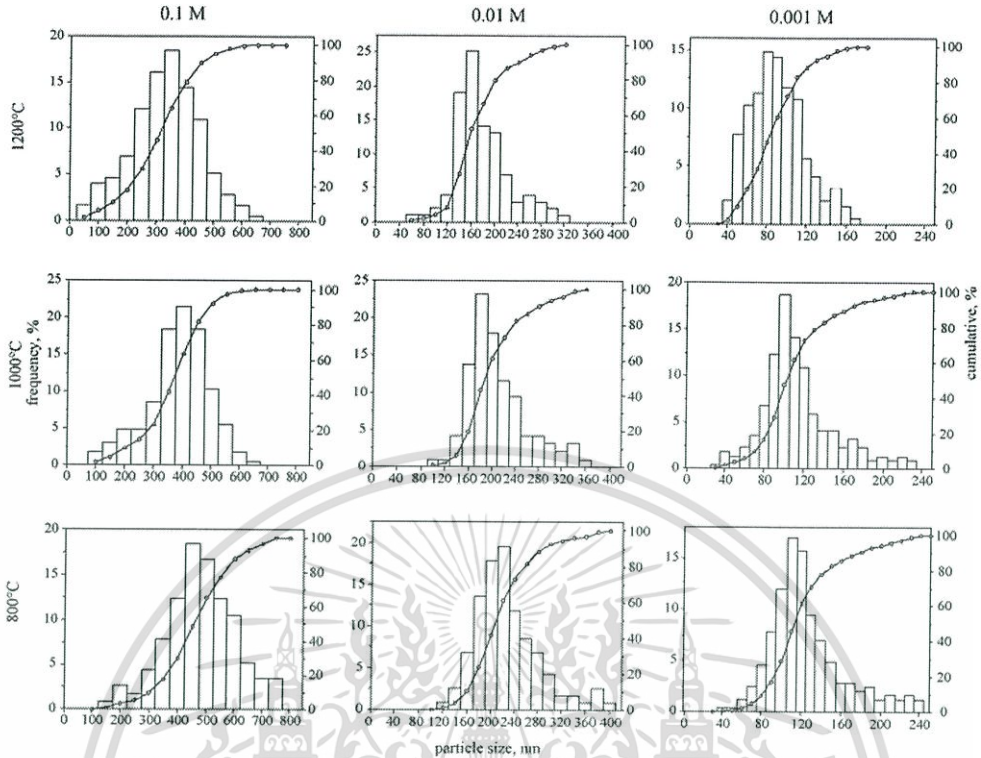 0.1 M 0.01 M 0.001 M
1200°C
20 15 10 5 0
100 80 60 40 20 0
0 100 200 300 400 500 600 700 800
25 20 15 10 5 0
100 80 60 40 20 0
0 40 80 120 160 200 240 280 320 360 400
15 10 5 0
100 80 60 40 20 0
0 40 80 120 160 200 240
1000°C
frequency, %
25 20 15 10 5 0
100 80 60 40 20 0
0 100 200 300 400 500 600 700 800
25 20 15 10 5 0
100 80 60 40 20 0
0 40 80 120 160 200 240 280 320 360 400
20 15 10 5 0
100 80 60 40 20 0
0 40 80 120 160 200 240
cumulative, %
800°C
20 15 10 5 0
100 80 60 40 20 0
0 100 200 300 400 500 600 700 800
20 15 10 5 0
100 80 60 40 20 0
0 40 80 120 160 200 240 280 320 360 400
15 10 5 0
100 80 60 40 20 0
0 40 80 120 160 200 240
particle size, nm